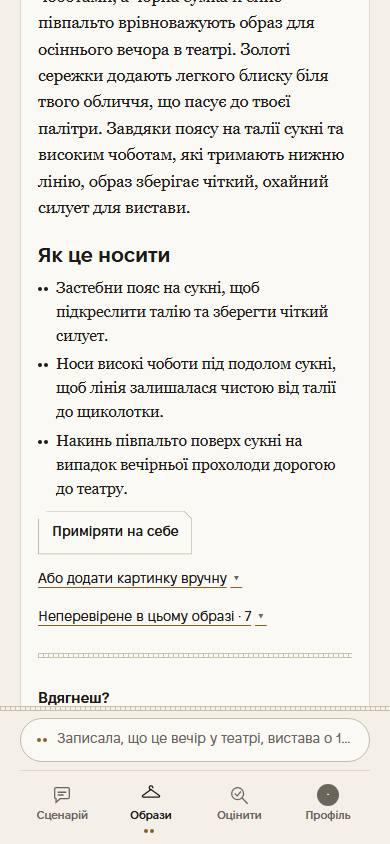 чоботами, а чорна сумка й синє
півпальто врівноважують образ для
осіннього вечора в театрі. Золоті
сережки додають легкого блиску біля
твого обличчя, що пасує до твоєї
палітри. Завдяки поясу на талії сукні та
високим чоботам, які тримають нижню
лінію, образ зберігає чіткий, охайний
силует для вистави.
Як це носити
•• Застебни пояс на сукні, щоб
підкреслити талію та зберегти чіткий
силует.
•• Носи високі чоботи під подолом сукні,
щоб лінія залишалася чистою від талії
до щиколотки.
•• Накинь півпальто поверх сукні на
випадок вечірньої прохолоди дорогою
до театру.
Приміряти на себе
Або додати картинку вручну ▾
Неперевірене в цьому образі · 7 ▾
Вдягнеш?
•• Записала, що це вечір у театрі, вистава о 1...
Сценарій
Образи
Оцінити
Профіль